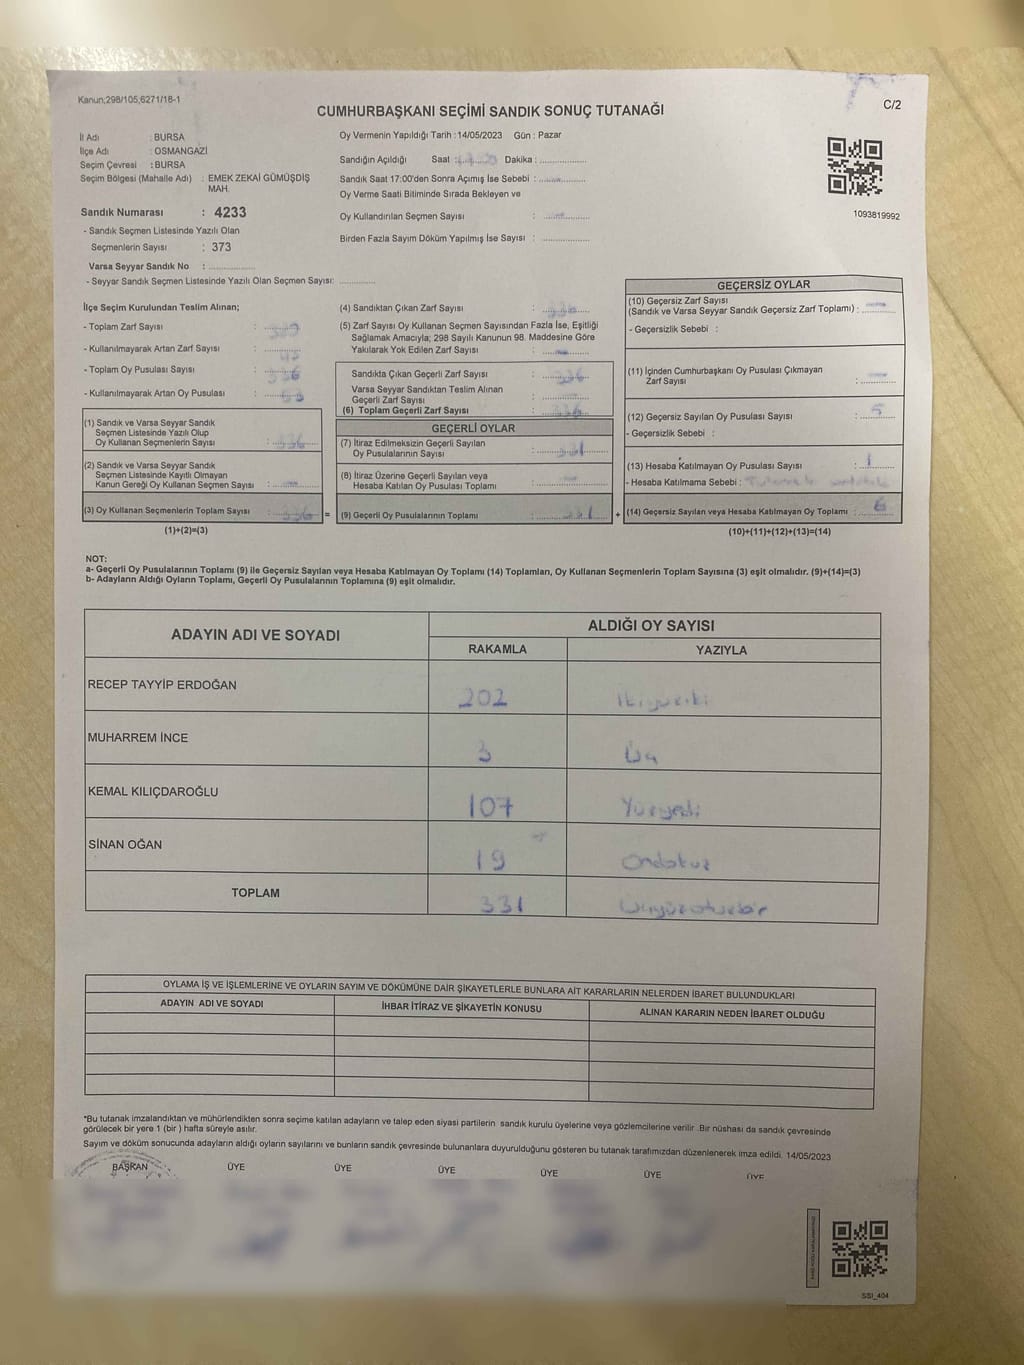 Kanun;298/105,6271/18-1
CUMHURBAŞKANI SEÇİMİ SANDIK SONUÇ TUTANAĞI
C/2
İl Adı : BURSA
İlçe Adı : OSMANGAZİ
Seçim Çevresi : BURSA
Seçim Bölgesi (Mahalle Adı) : EMEK ZEKAİ GÜMÜŞDİŞ
MAH.
Sandık Numarası : 4233
- Sandık Seçmen Listesinde Yazılı Olan
Seçmenlerin Sayısı : 373
Varsa Seyyar Sandık No : ...............
- Seyyar Sandık Seçmen Listesinde Yazılı Olan Seçmen Sayısı: ............
Oy Vermenin Yapıldığı Tarih : 14/05/2023 Gün : Pazar
Sandığın Açıldığı Saat : Dakika : ...............
Sandık Saat 17:00'den Sonra Açımış İse Sebebi :
Oy Verme Saati Bitiminde Sırada Bekleyen ve
Oy Kullandırılan Seçmen Sayısı :
Birden Fazla Sayım Döküm Yapılmış İse Sayısı : ...............
1093819992
İlçe Seçim Kurulundan Teslim Alınan;
- Toplam Zarf Sayısı :
- Kullanılmayarak Artan Zarf Sayısı :
- Toplam Oy Pusulası Sayısı :
- Kullanılmayarak Artan Oy Pusulası :
(1) Sandık ve Varsa Seyyar Sandık
Seçmen Listesinde Yazılı Olup
Oy Kullanan Seçmenlerin Sayısı : 336
(2) Sandık ve Varsa Seyyar Sandık
Seçmen Listesinde Kayıtlı Olmayan
Kanun Gereği Oy Kullanan Seçmen Sayısı :
(3) Oy Kullanan Seçmenlerin Toplam Sayısı : 336
(1)+(2)=(3)
(4) Sandıktan Çıkan Zarf Sayısı : 336
(5) Zarf Sayısı Oy Kullanan Seçmen Sayısından Fazla İse, Eşitliği
Sağlamak Amacıyla; 298 Sayılı Kanunun 98. Maddesine Göre
Yakılarak Yok Edilen Zarf Sayısı :
Sandıkta Çıkan Geçerli Zarf Sayısı : 336
Varsa Seyyar Sandıktan Teslim Alınan
Geçerli Zarf Sayısı :
(6) Toplam Geçerli Zarf Sayısı : 336
GEÇERLİ OYLAR
(7) İtiraz Edilmeksizin Geçerli Sayılan
Oy Pusulalarının Sayısı : 331
(8) İtiraz Üzerine Geçerli Sayılan veya
Hesaba Katılan Oy Pusulası Toplamı :
= (9) Geçerli Oy Pusulalarının Toplamı : 331
GEÇERSİZ OYLAR
(10) Geçersiz Zarf Sayısı
(Sandık ve Varsa Seyyar Sandık Geçersiz Zarf Toplamı) :
- Geçersizlik Sebebi :
(11) İçinden Cumhurbaşkanı Oy Pusulası Çıkmayan
Zarf Sayısı :
(12) Geçersiz Sayılan Oy Pusulası Sayısı : 5
- Geçersizlik Sebebi :
(13) Hesaba Katılmayan Oy Pusulası Sayısı : 1
- Hesaba Katılmama Sebebi :
+ (14) Geçersiz Sayılan veya Hesaba Katılmayan Oy Toplamı : 6
(10)+(11)+(12)+(13)=(14)
NOT:
a- Geçerli Oy Pusulalarının Toplamı (9) ile Geçersiz Sayılan veya Hesaba Katılmayan Oy Toplamı (14) Toplamları, Oy Kullanan Seçmenlerin Toplam Sayısına (3) eşit olmalıdır. (9)+(14)=(3)
b- Adayların Aldığı Oyların Toplamı, Geçerli Oy Pusulalarının Toplamına (9) eşit olmalıdır.
ADAYIN ADI VE SOYADI
ALDIĞI OY SAYISI
RAKAMLA YAZIYLA
RECEP TAYYİP ERDOĞAN 202 ikiyüziki
MUHARREM İNCE 3 Üç
KEMAL KILIÇDAROĞLU 107 Yüzyedi
SİNAN OĞAN 19 Ondokuz
TOPLAM 331 Üçyüzotuzbir
OYLAMA İŞ VE İŞLEMLERİNE VE OYLARIN SAYIM VE DÖKÜMÜNE DAİR ŞİKAYETLERLE BUNLARA AİT KARARLARIN NELERDEN İBARET BULUNDUKLARI
ADAYIN ADI VE SOYADI İHBAR İTİRAZ VE ŞİKAYETİN KONUSU ALINAN KARARIN NEDEN İBARET OLDUĞU
*Bu tutanak imzalandıktan ve mühürlendikten sonra seçime katılan adayların ve talep eden siyasi partilerin sandık kurulu üyelerine veya gözlemcilerine verilir .Bir nüshası da sandık çevresinde
görülecek bir yere 1 (bir ) hafta süreyle asılır.
Sayım ve döküm sonucunda adayların aldığı oyların sayılarını ve bunların sandık çevresinde bulunanlara duyurulduğunu gösteren bu tutanak tarafımızdan düzenlenerek imza edildi. 14/05/2023
BAŞKAN ÜYE ÜYE ÜYE ÜYE ÜYE ÜYE
SSI_404